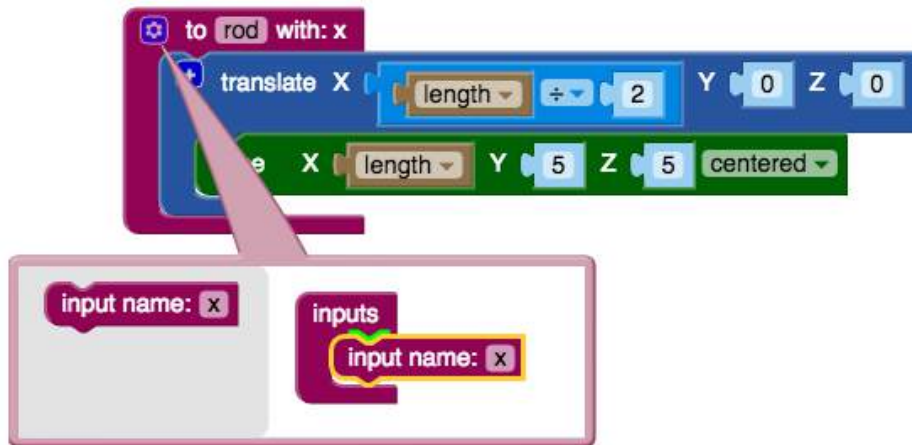 to rod with: x
translate X length ÷ 2 Y 0 Z 0
X length Y 5 Z 5 centered
input name: x
inputs
input name: x